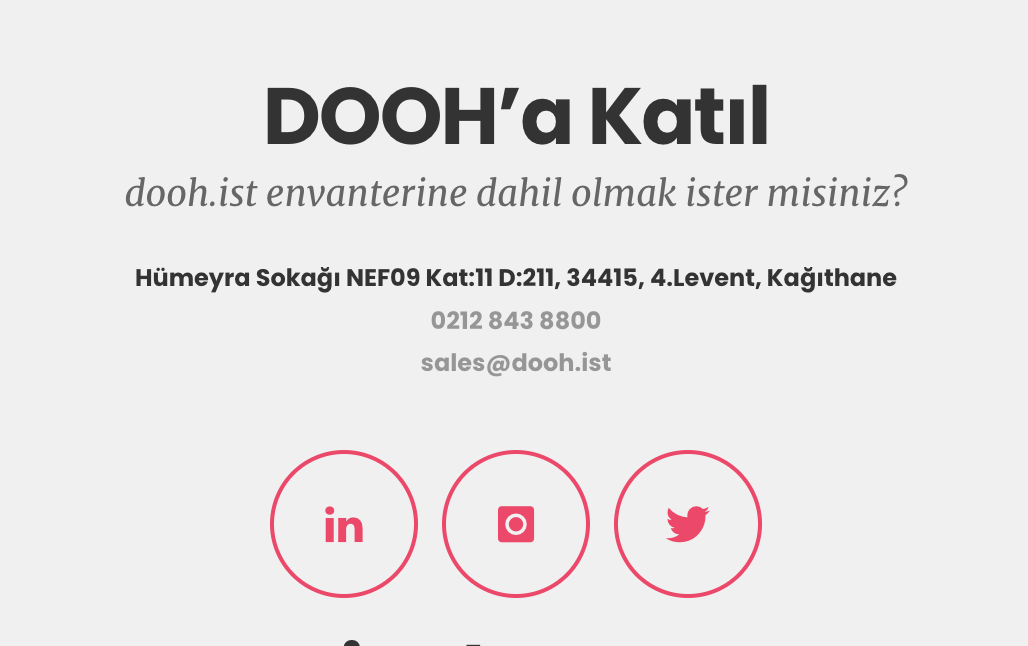 DOOH’a Katıl
dooh.ist envanterine dahil olmak ister misiniz?
Hümeyra Sokağı NEF09 Kat:11 D:211, 34415, 4.Levent, Kağıthane
0212 843 8800
sales@dooh.ist
in